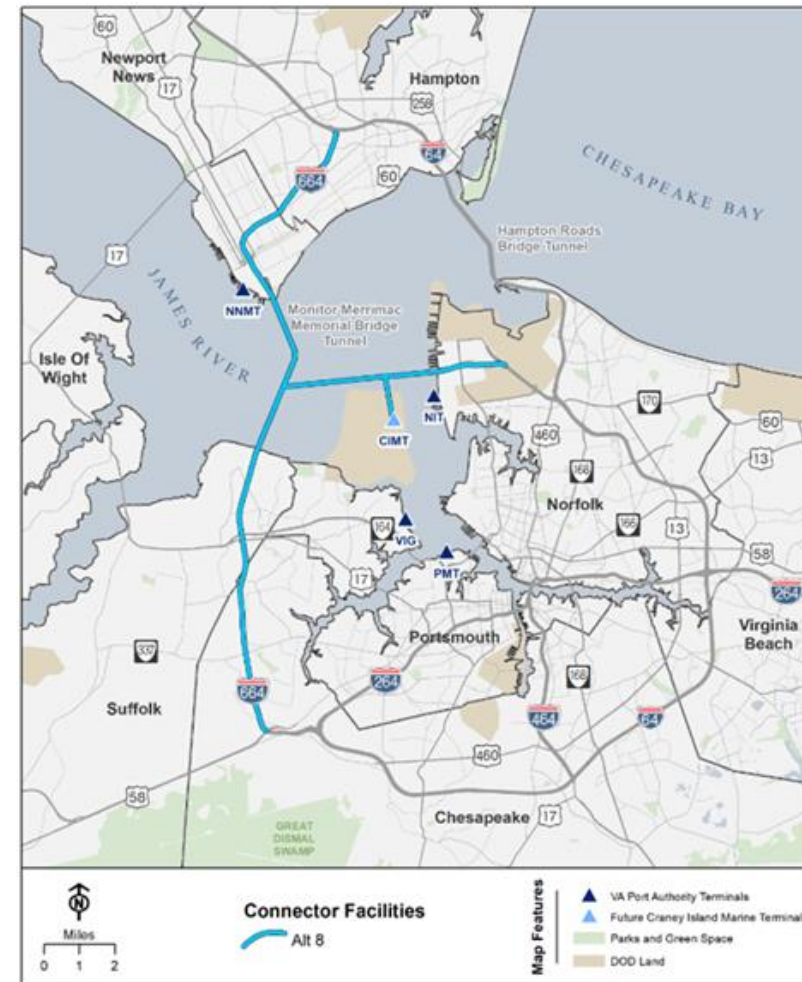 60
Newport
News
17
Hampton
258
64
664
60
CHESAPEAKE BAY
Hampton Roads
Bridge-Tunnel
17
JAMES RIVER
NNMT
Monitor Merrimac
Memorial Bridge
Tunnel
Isle Of
Wight
NIT
170
CIMT
460
60
168
13
Norfolk
164
VIG
166
13
17
PMT
58
264
Virginia
Beach
Portsmouth
337
264
168
664
Suffolk
464
64
460
58
Chesapeake
17
GREAT
DISMAL
SWAMP
N
Miles
0 1 2
Connector Facilities
Alt 8
Map Features
VA Port Authority Terminals
Future Craney Island Marine Terminal
Parks and Green Space
DOD Land